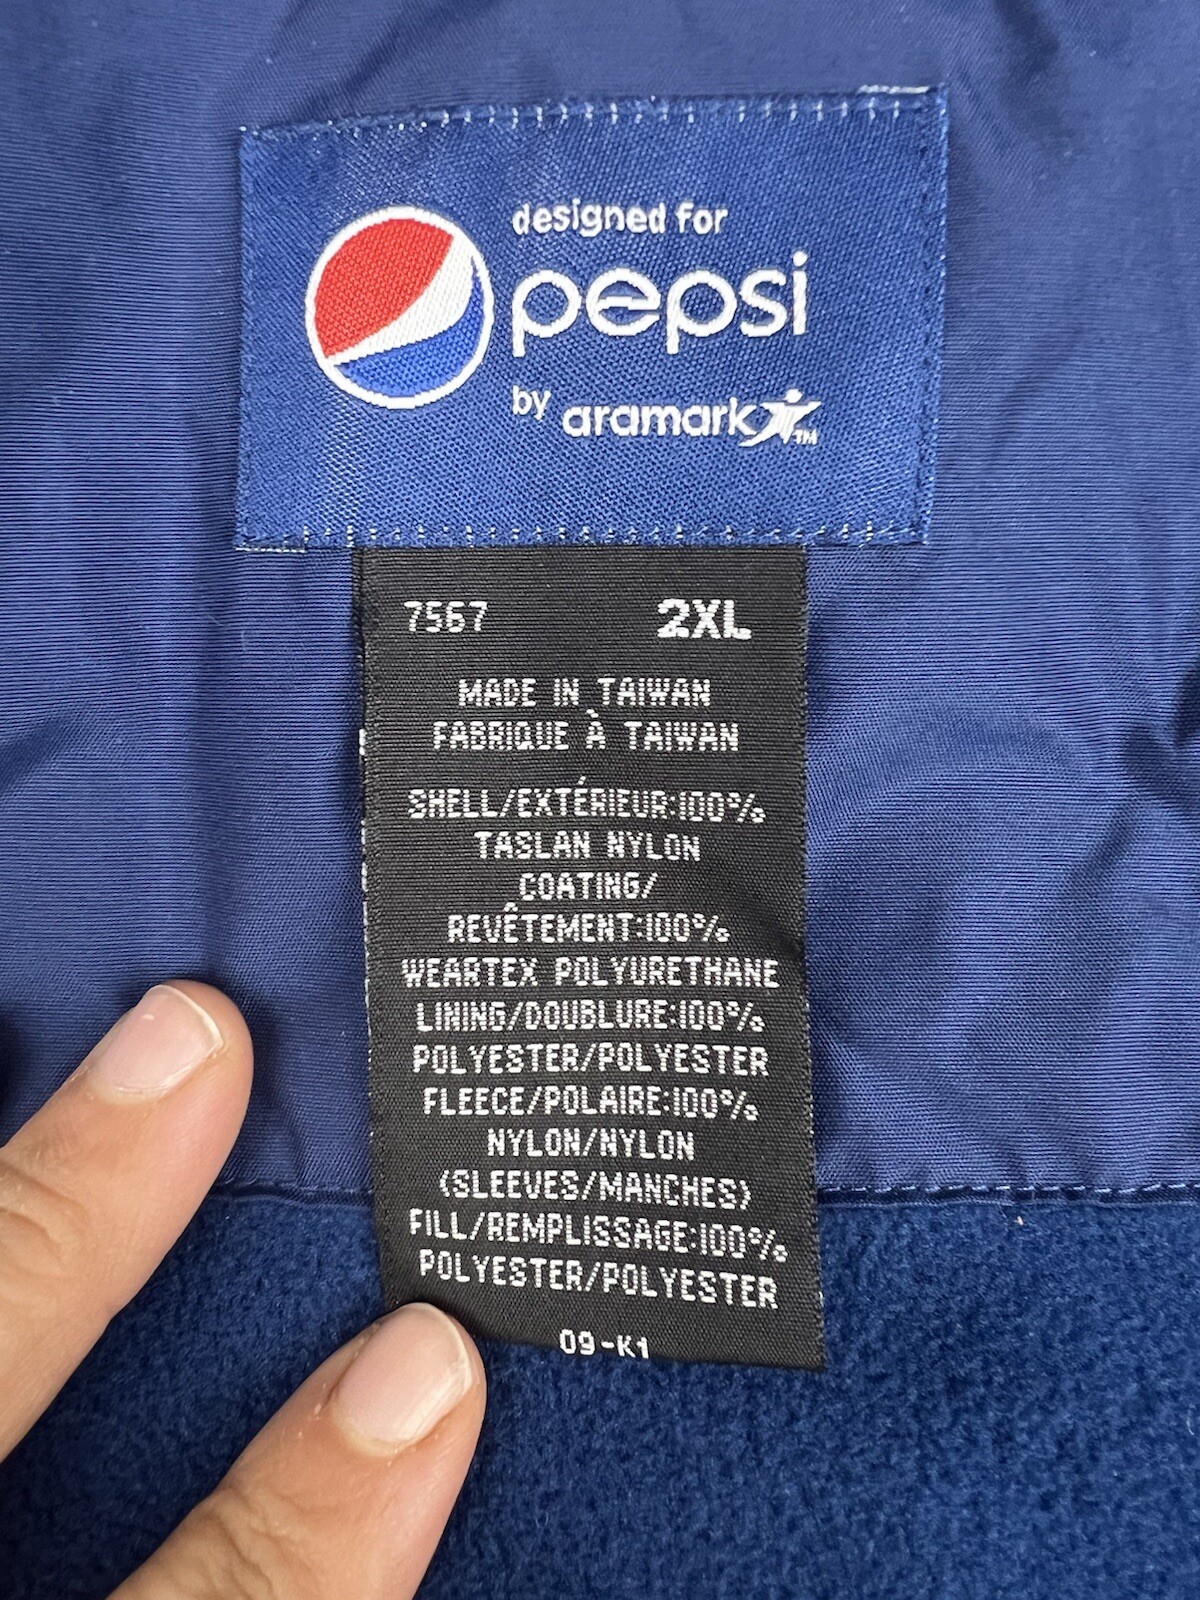 designed for
pepsi
by aramark™
7567 2XL
MADE IN TAIWAN
FABRIQUE À TAIWAN
SHELL/EXTÉRIEUR:100%
TASLAN NYLON
COATING/
REVÊTEMENT:100%
WEARTEX POLYURETHANE
LINING/DOUBLURE:100%
POLYESTER/POLYESTER
FLEECE/POLAIRE:100%
NYLON/NYLON
(SLEEVES/MANCHES)
FILL/REMPLISSAGE:100%
POLYESTER/POLYESTER
09-K1